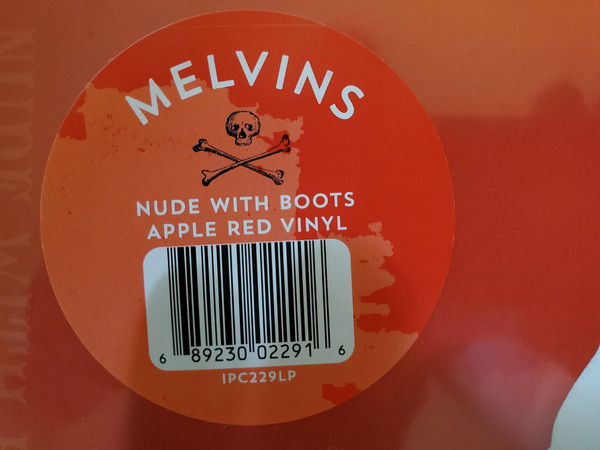 MELVINS
NUDE WITH BOOTS
APPLE RED VINYL
6 89230 02291 6
IPC229LP